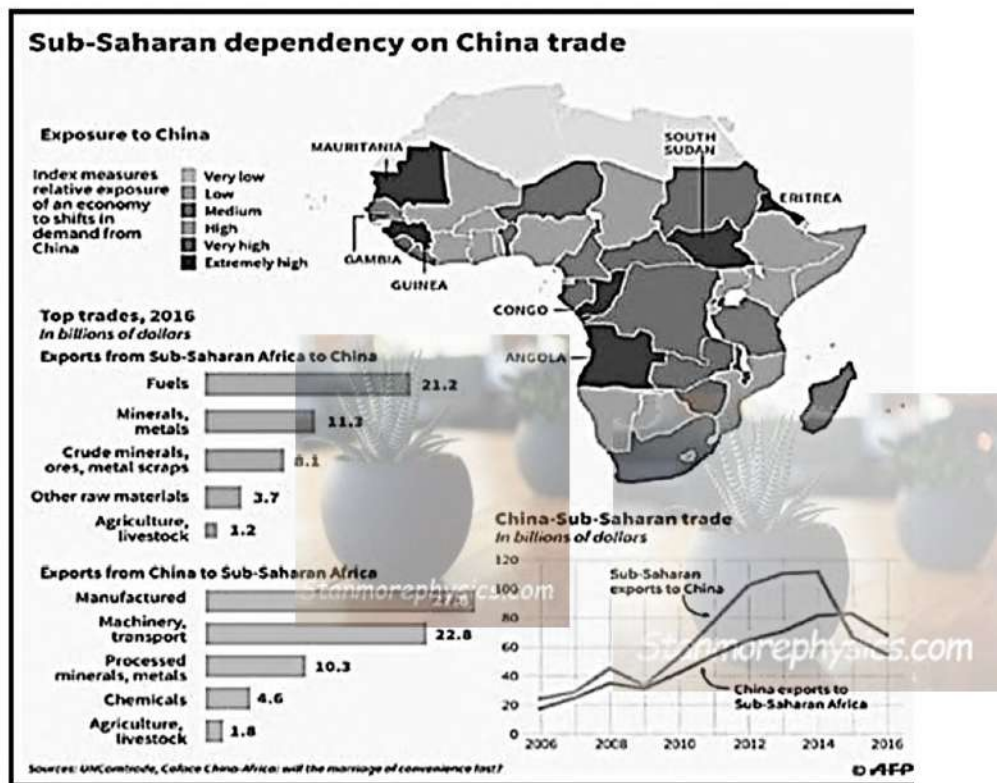 Sub-Saharan dependency on China trade
Exposure to China
Index measures
relative exposure
of an economy
to shifts in
demand from
China
Very low
Low
Medium
High
Very high
Extremely high
MAURITANIA
GAMBIA
GUINEA
SOUTH
SUDAN
ERITREA
CONGO
ANGOLA
Top trades, 2016
In billions of dollars
Exports from Sub-Saharan Africa to China
Fuels
21.2
Minerals,
metals
Crude minerals,
ores, metal scraps
8.1
Other raw materials
3.7
Agriculture,
livestock
1.2
Exports from China to Sub-Saharan Africa
Manufactured
Machinery,
transport
22.8
Processed
minerals, metals
10.3
Chemicals
4.6
Agriculture,
livestock
1.8
China-Sub-Saharan trade
In billions of dollars
120
100
80
60
40
20
0
Sub-Saharan
exports to China
China exports to
Sub-Saharan Africa
2006
2008
2010
2012
2014
2016
Stanmorephysics.com
Stanmorephysics.com
Sources: UNComtrade, Coface China-Africa: will the marriage of convenience last?
© AFP